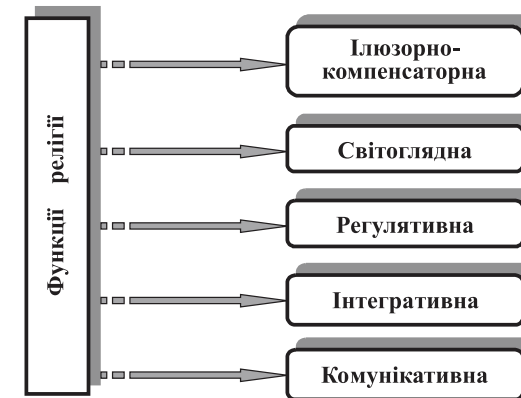 Функції релігії
Ілюзорно-
компенсаторна
Світоглядна
Регулятивна
Інтегративна
Комунікативна